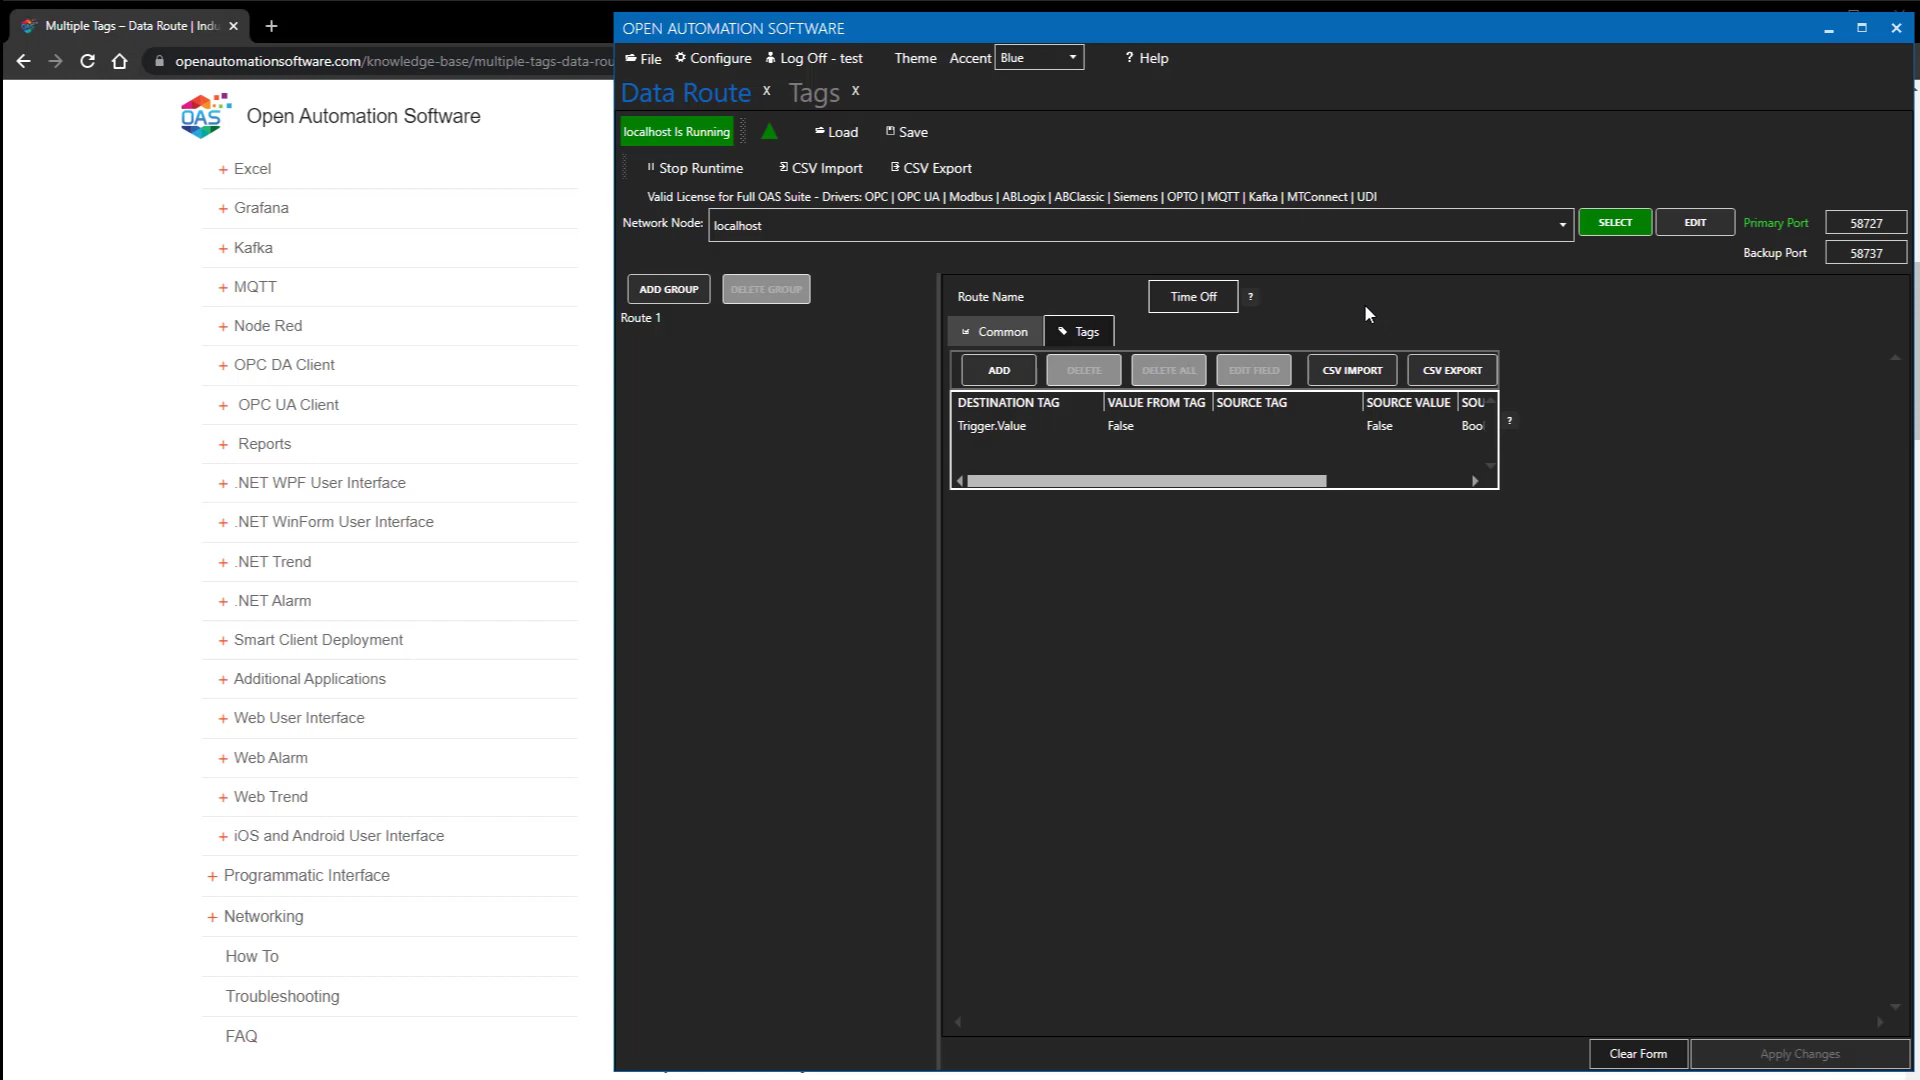 Multiple Tags – Data Route | Indu
openautomationsoftware.com/knowledge-base/multiple-tags-data-rou
OAS
Open Automation Software
+ Excel
+ Grafana
+ Kafka
+ MQTT
+ Node Red
+ OPC DA Client
+ OPC UA Client
+ Reports
+ .NET WPF User Interface
+ .NET WinForm User Interface
+ .NET Trend
+ .NET Alarm
+ Smart Client Deployment
+ Additional Applications
+ Web User Interface
+ Web Alarm
+ Web Trend
+ iOS and Android User Interface
+ Programmatic Interface
+ Networking
How To
Troubleshooting
FAQ
OPEN AUTOMATION SOFTWARE
File Configure Log Off - test Theme Accent Blue ? Help
Data Route x Tags x
localhost Is Running Load Save
Stop Runtime CSV Import CSV Export
Valid License for Full OAS Suite - Drivers: OPC | OPC UA | Modbus | ABLogix | ABClassic | Siemens | OPTO | MQTT | Kafka | MTConnect | UDI
Network Node: localhost SELECT EDIT Primary Port 58727
Backup Port 58737
ADD GROUP DELETE GROUP
Route 1
Route Name Time Off ?
Common Tags
ADD DELETE DELETE ALL EDIT FIELD CSV IMPORT CSV EXPORT
DESTINATION TAG VALUE FROM TAG SOURCE TAG SOURCE VALUE SOU
Trigger.Value False False Boo ?
Clear Form Apply Changes